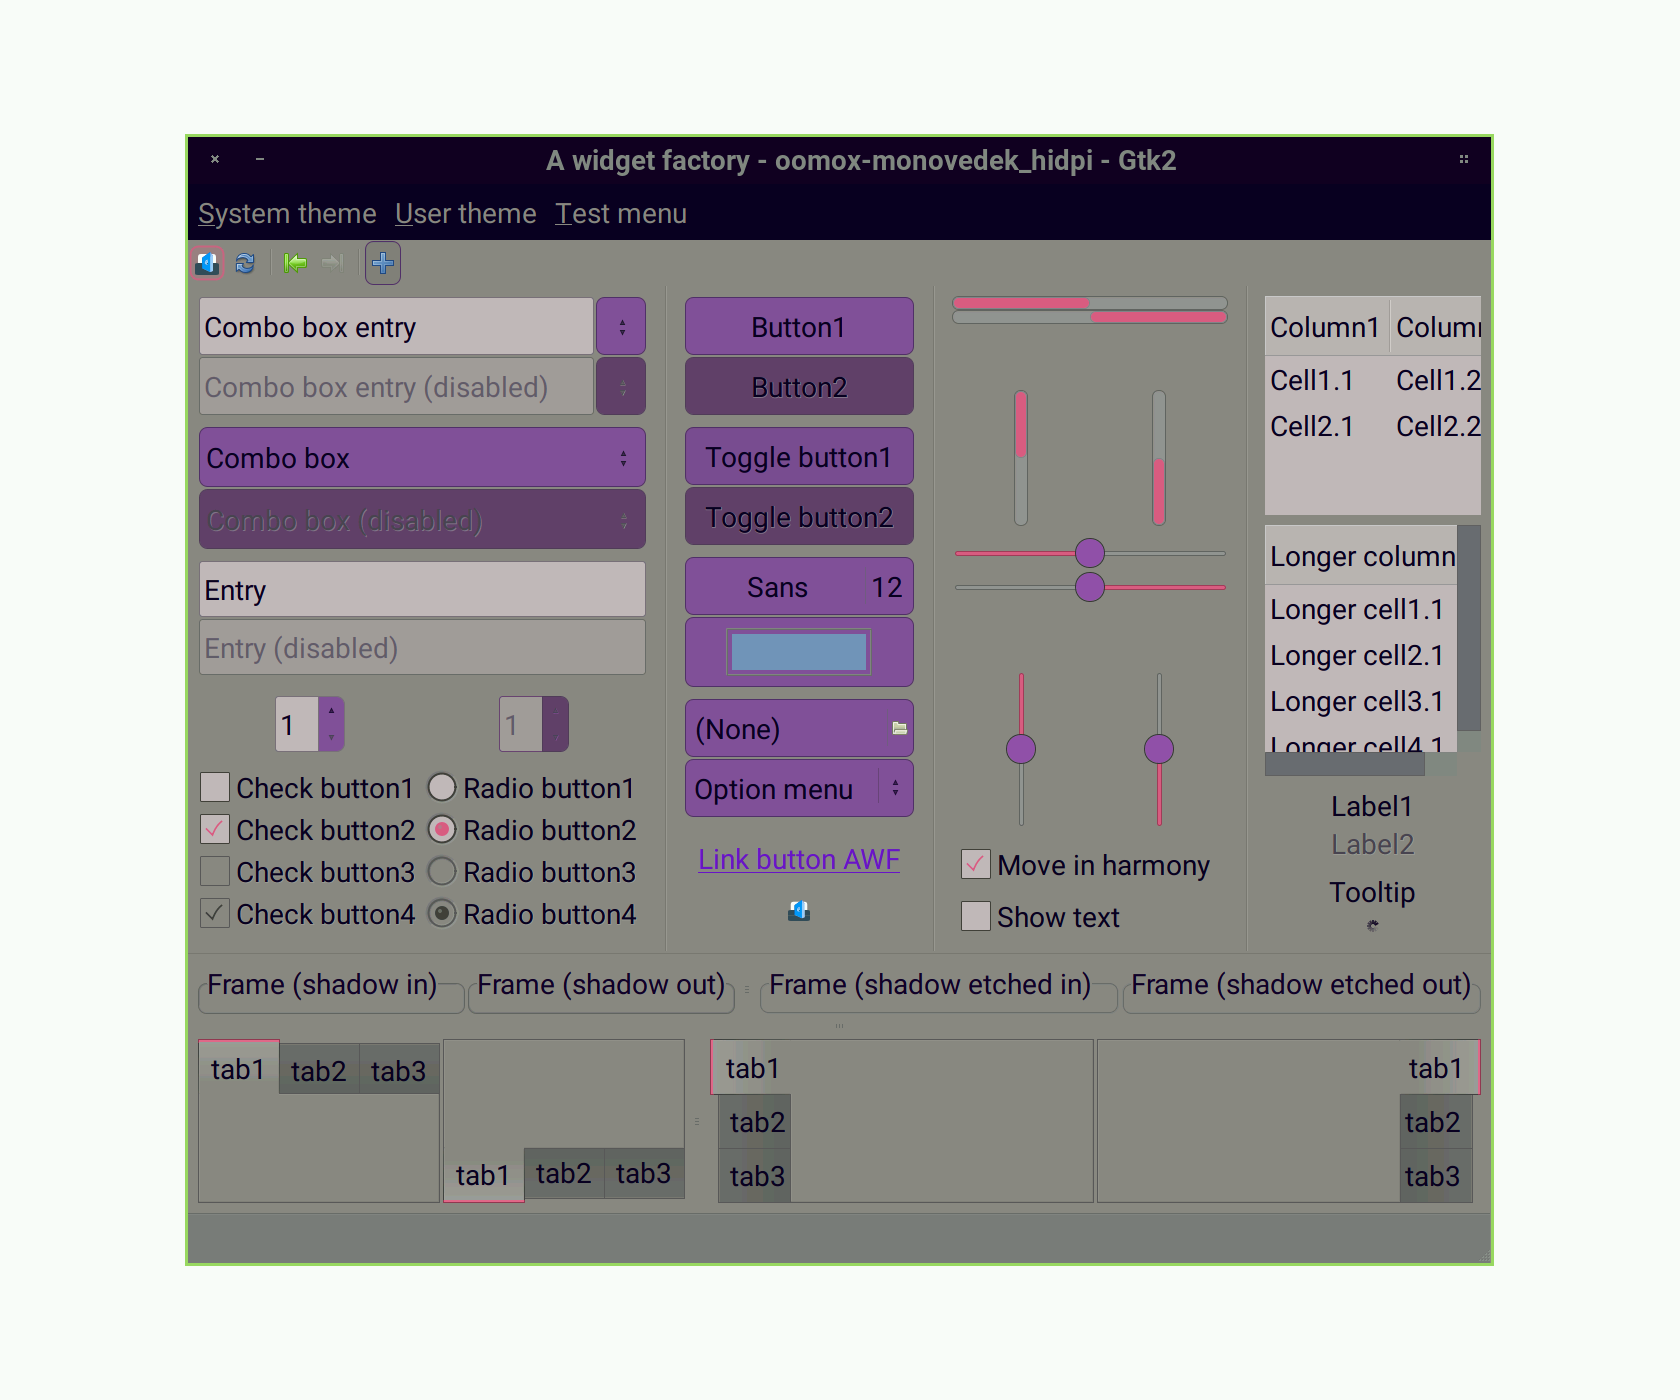 A widget factory - oomox-monovedek_hidpi - Gtk2
System theme User theme Test menu
Combo box entry
Combo box entry (disabled)
Combo box
Combo box (disabled)
Entry
Entry (disabled)
1 1
Check button1 Radio button1
Check button2 Radio button2
Check button3 Radio button3
Check button4 Radio button4
Button1
Button2
Toggle button1
Toggle button2
Sans 12
(None)
Option menu
Link button AWF
Move in harmony
Show text
Column1 Colum
Cell1.1 Cell1.2
Cell2.1 Cell2.2
Longer column
Longer cell1.1
Longer cell2.1
Longer cell3.1
Longer cell4.1
Label1
Label2
Tooltip
Frame (shadow in) Frame (shadow out) Frame (shadow etched in) Frame (shadow etched out)
tab1 tab2 tab3
tab1 tab2 tab3
tab1
tab2
tab3
tab1
tab2
tab3